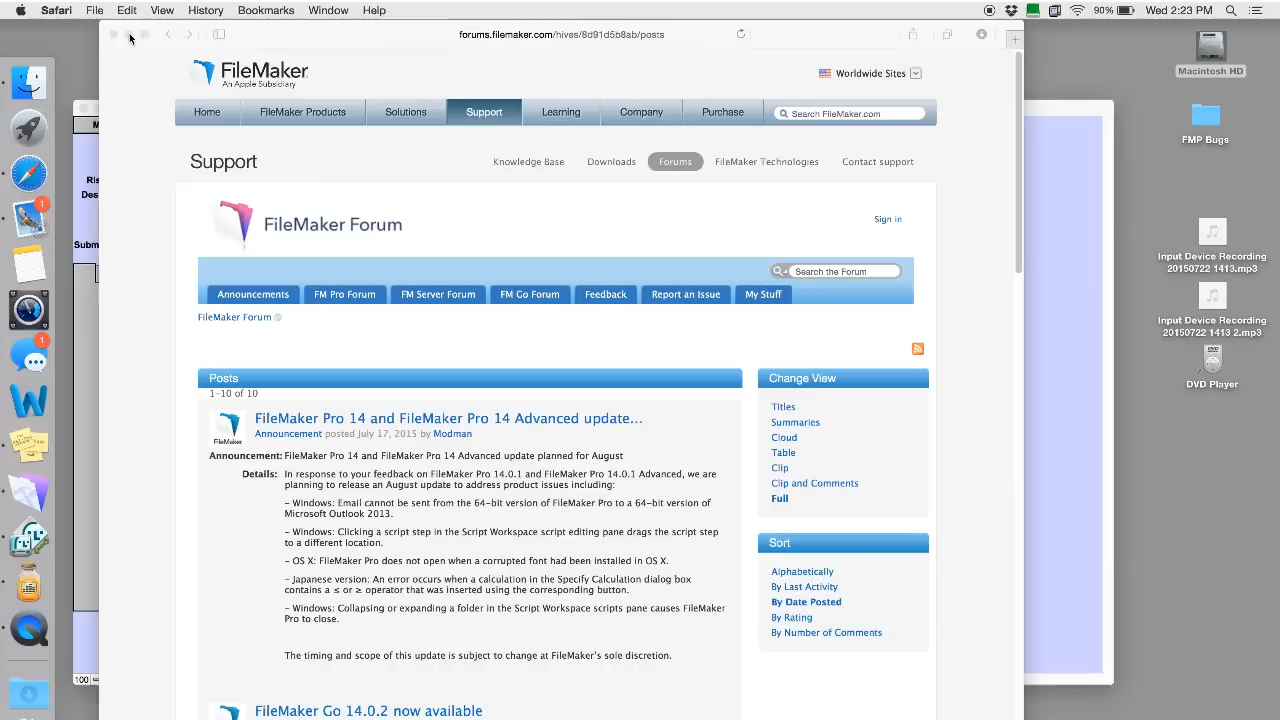 Safari File Edit View History Bookmarks Window Help 90% Wed 2:23 PM
forums.filemaker.com/hives/8d91d5b8ab/posts
FileMaker
An Apple Subsidiary
Worldwide Sites
Home FileMaker Products Solutions Support Learning Company Purchase Search FileMaker.com
Support
Knowledge Base Downloads Forums FileMaker Technologies Contact support
FileMaker Forum
Sign in
Search the Forum
Announcements FM Pro Forum FM Server Forum FM Go Forum Feedback Report an Issue My Stuff
FileMaker Forum
Posts
1-10 of 10
FileMaker
FileMaker Pro 14 and FileMaker Pro 14 Advanced update...
Announcement posted July 17, 2015 by Modman
Announcement: FileMaker Pro 14 and FileMaker Pro 14 Advanced update planned for August
Details: In response to your feedback on FileMaker Pro 14.0.1 and FileMaker Pro 14.0.1 Advanced, we are
planning to release an August update to address product issues including:
- Windows: Email cannot be sent from the 64-bit version of FileMaker Pro to a 64-bit version of
Microsoft Outlook 2013.
- Windows: Clicking a script step in the Script Workspace script editing pane drags the script step
to a different location.
- OS X: FileMaker Pro does not open when a corrupted font had been installed in OS X.
- Japanese version: An error occurs when a calculation in the Specify Calculation dialog box
contains a ≤ or ≥ operator that was inserted using the corresponding button.
- Windows: Collapsing or expanding a folder in the Script Workspace scripts pane causes FileMaker
Pro to close.
The timing and scope of this update is subject to change at FileMaker's sole discretion.
FileMaker Go 14.0.2 now available
Change View
Titles
Summaries
Cloud
Table
Clip
Clip and Comments
Full
Sort
Alphabetically
By Last Activity
By Date Posted
By Rating
By Number of Comments
M
Ris
Des
Subm
100
1
1
Macintosh HD
FMP Bugs
Input Device Recording
20150722 1413.mp3
Input Device Recording
20150722 1413 2.mp3
DVD
DVD Player